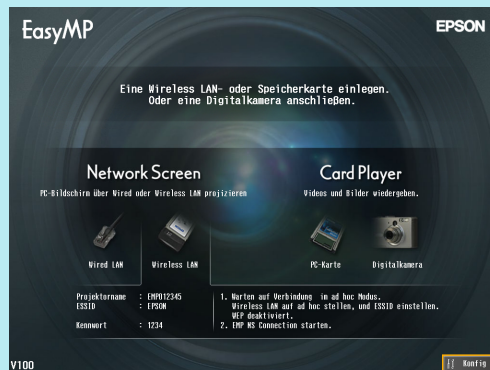 EasyMP
EPSON
Eine Wireless LAN- oder Speicherkarte einlegen.
Oder eine Digitalkamera anschließen.
Network Screen
PC-Bildschirm über Wired oder Wireless LAN projizieren
Card Player
Videos und Bilder wiedergeben.
Wired LAN
Wireless LAN
PC-Karte
Digitalkamera
Projektorname : EMP012345
ESSID : EPSON
Kennwort : 1234
1. Warten auf Verbindung in ad hoc Modus.
Wireless LAN auf ad hoc stellen, und ESSID einstellen.
WEP deaktiviert.
2. EMP NS Connection starten.
V100
Konfig